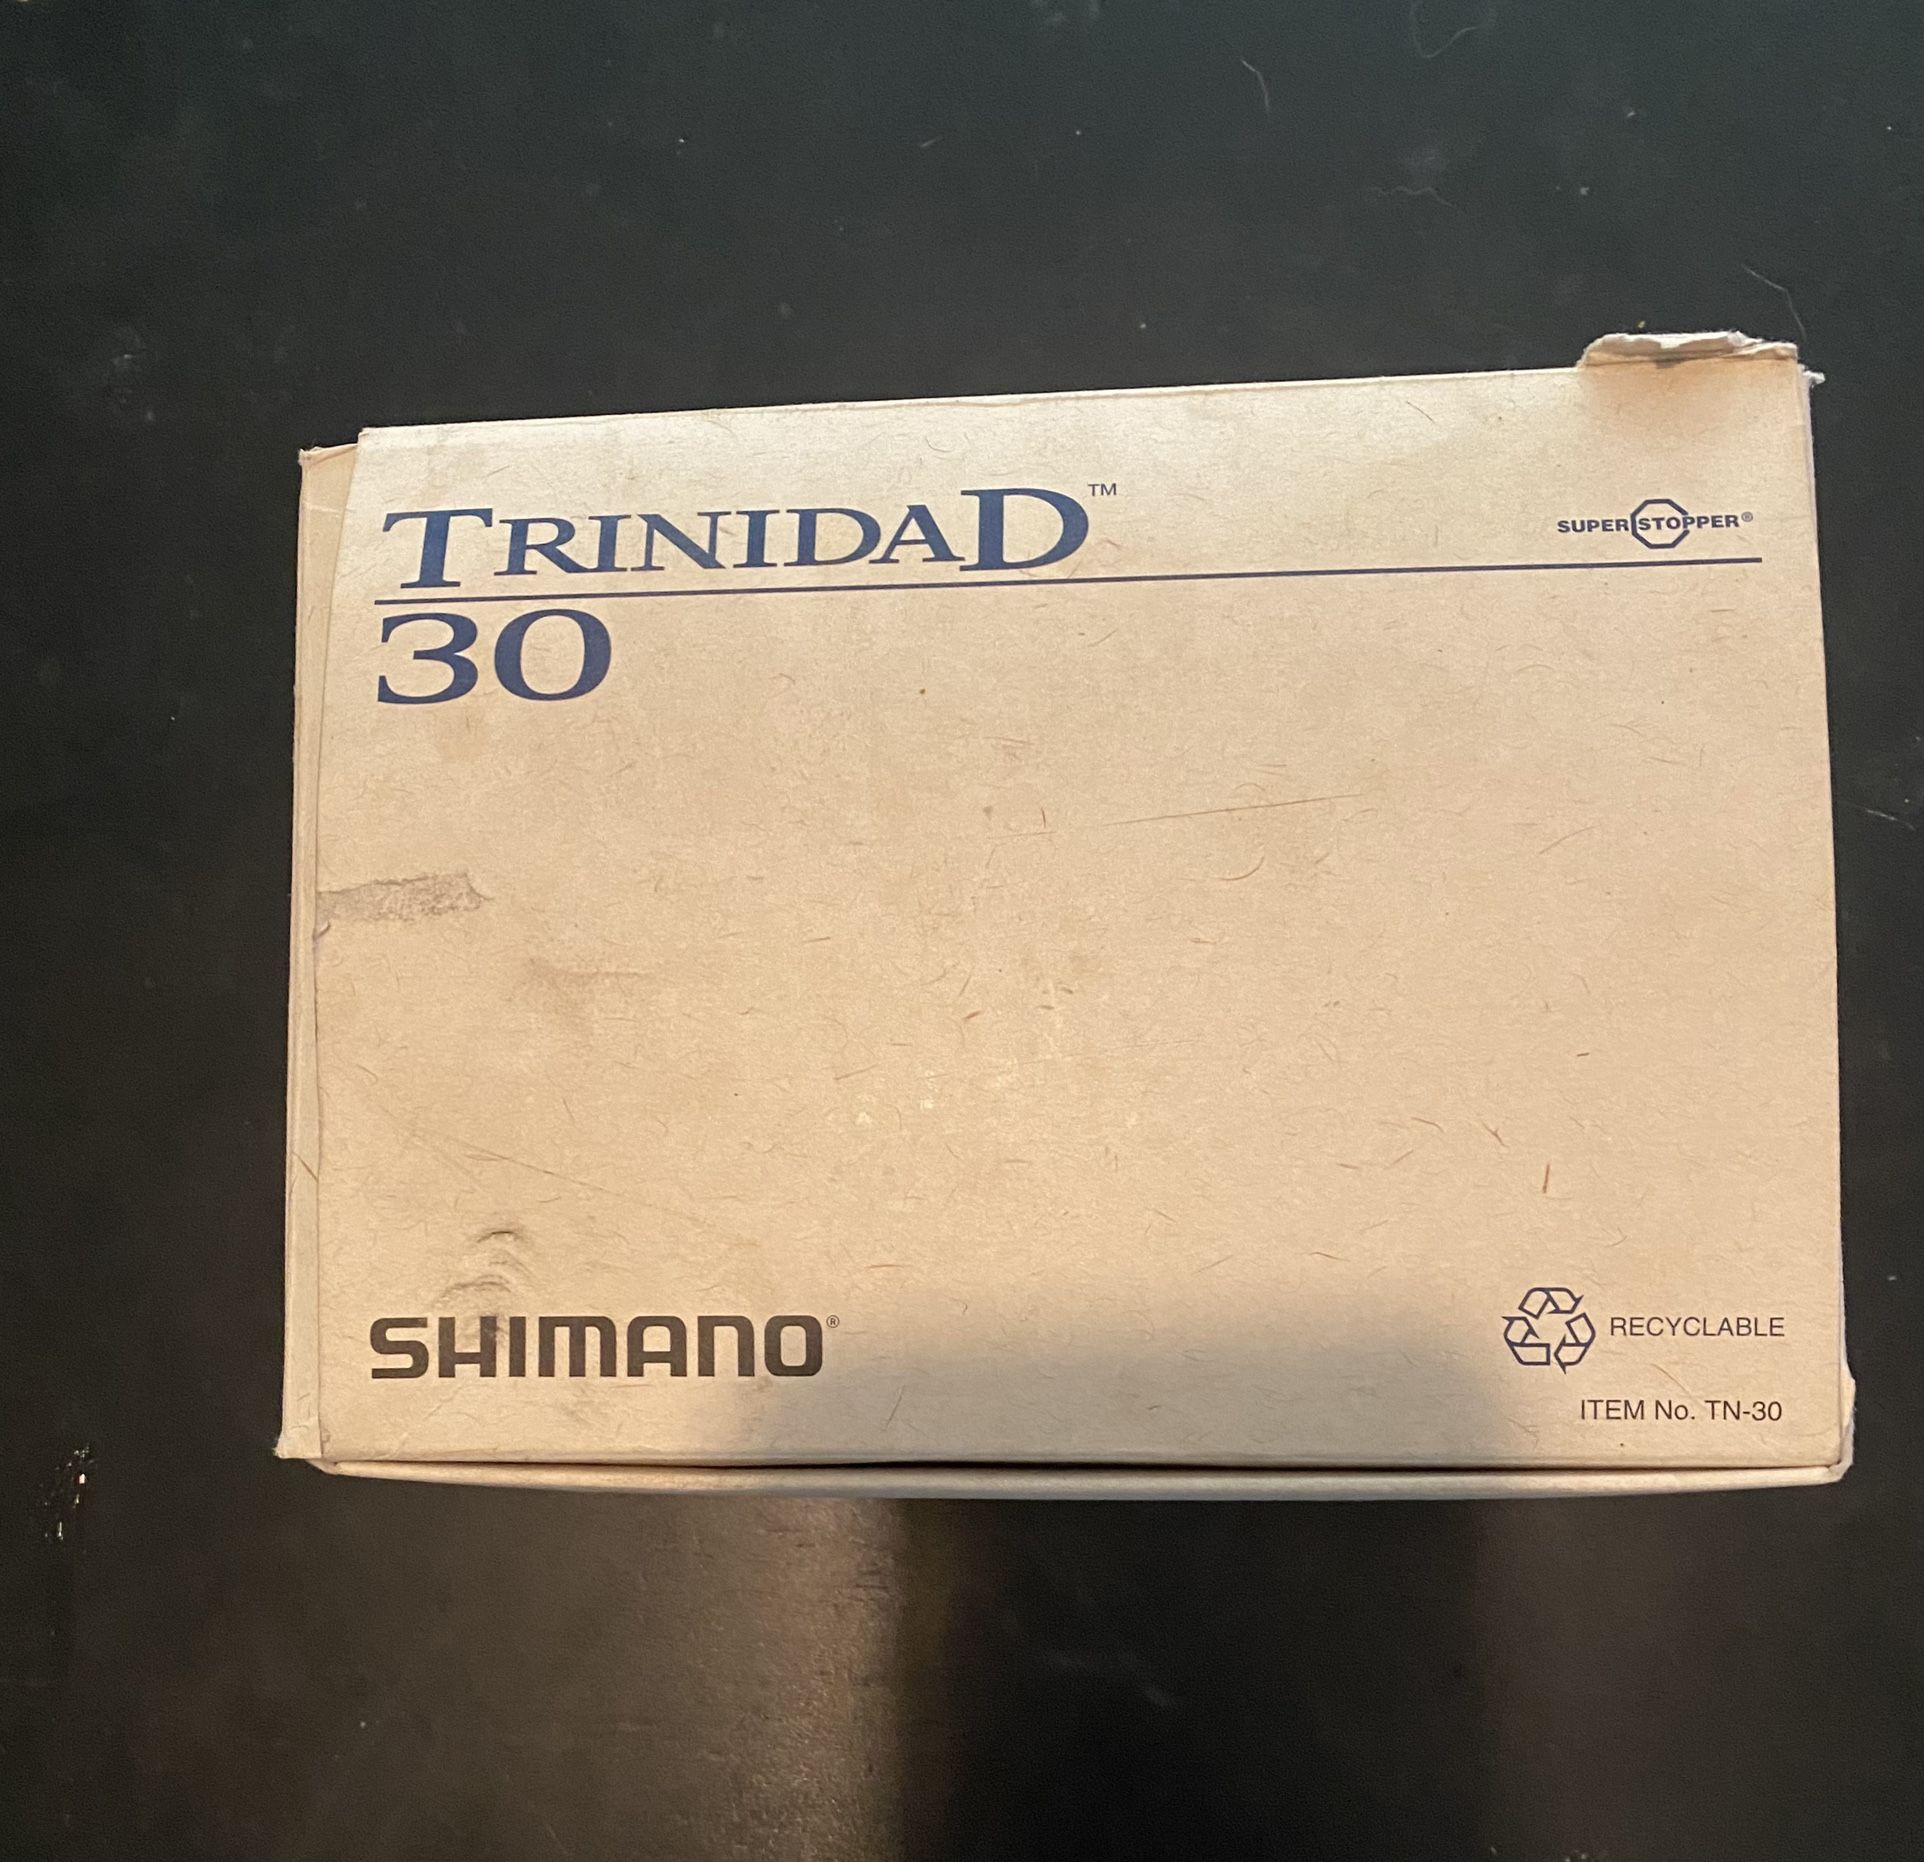 TRINIDAD™
SUPER STOPPER®
30
SHIMANO®
RECYCLABLE
ITEM No. TN-30